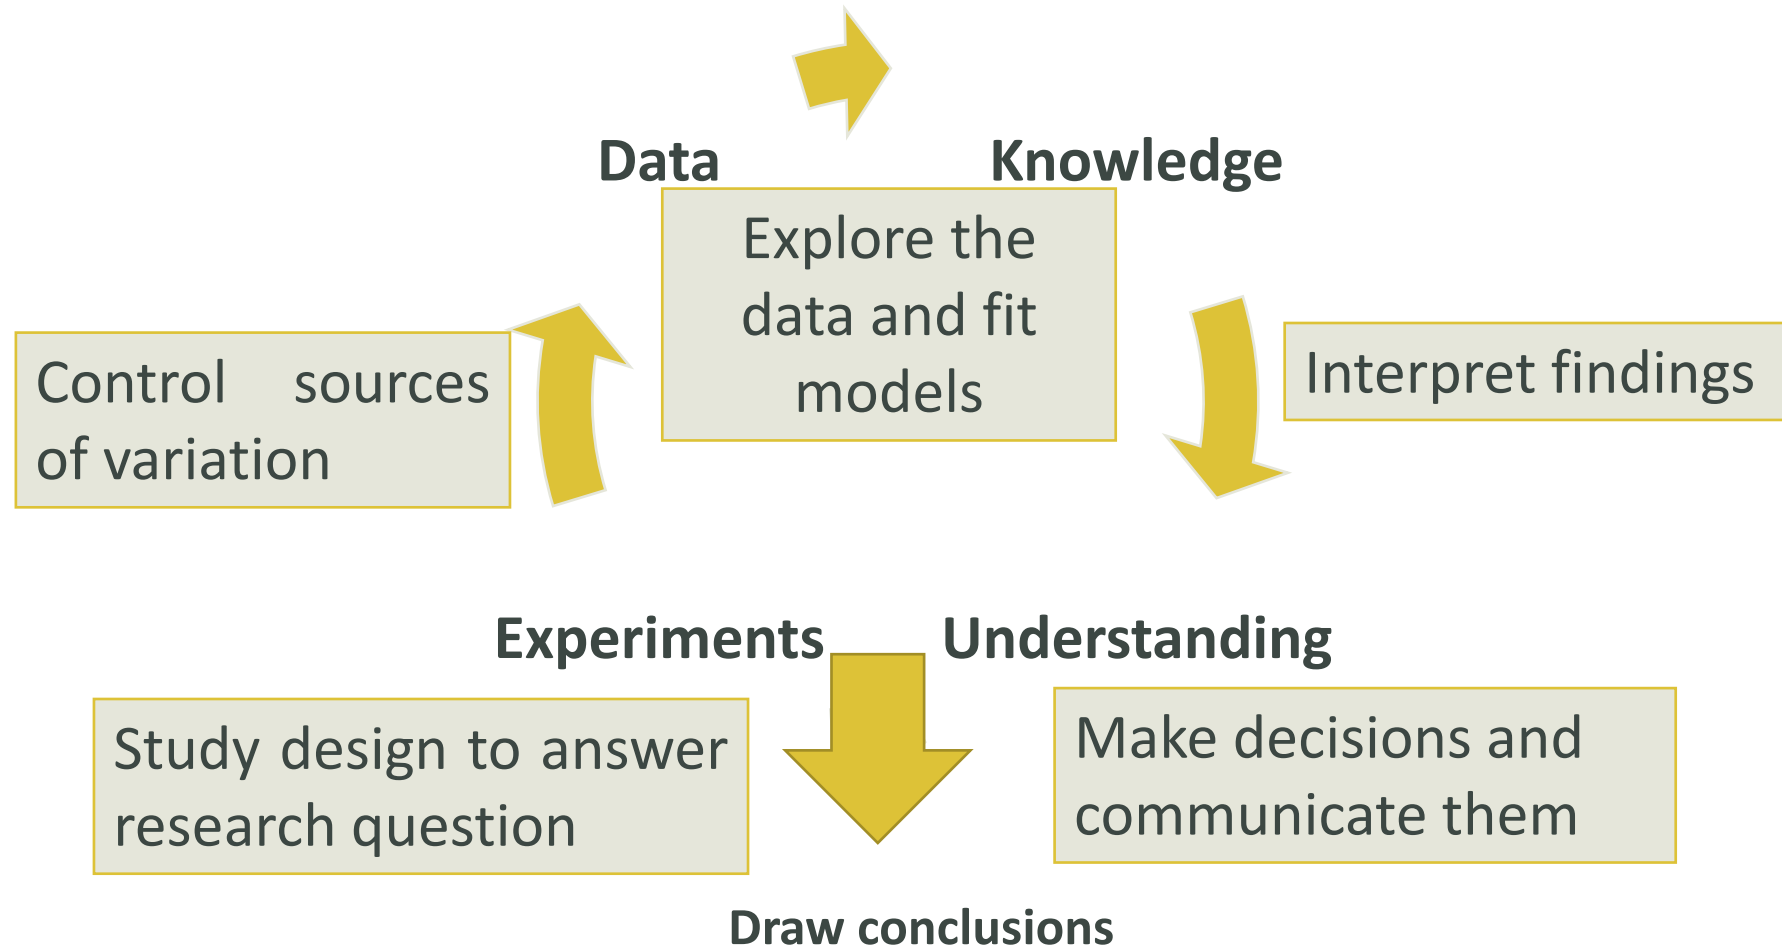 Data
Knowledge
Explore the
data and fit
models
Control sources
of variation
Interpret findings
Experiments
Understanding
Study design to answer
research question
Make decisions and
communicate them
Draw conclusions